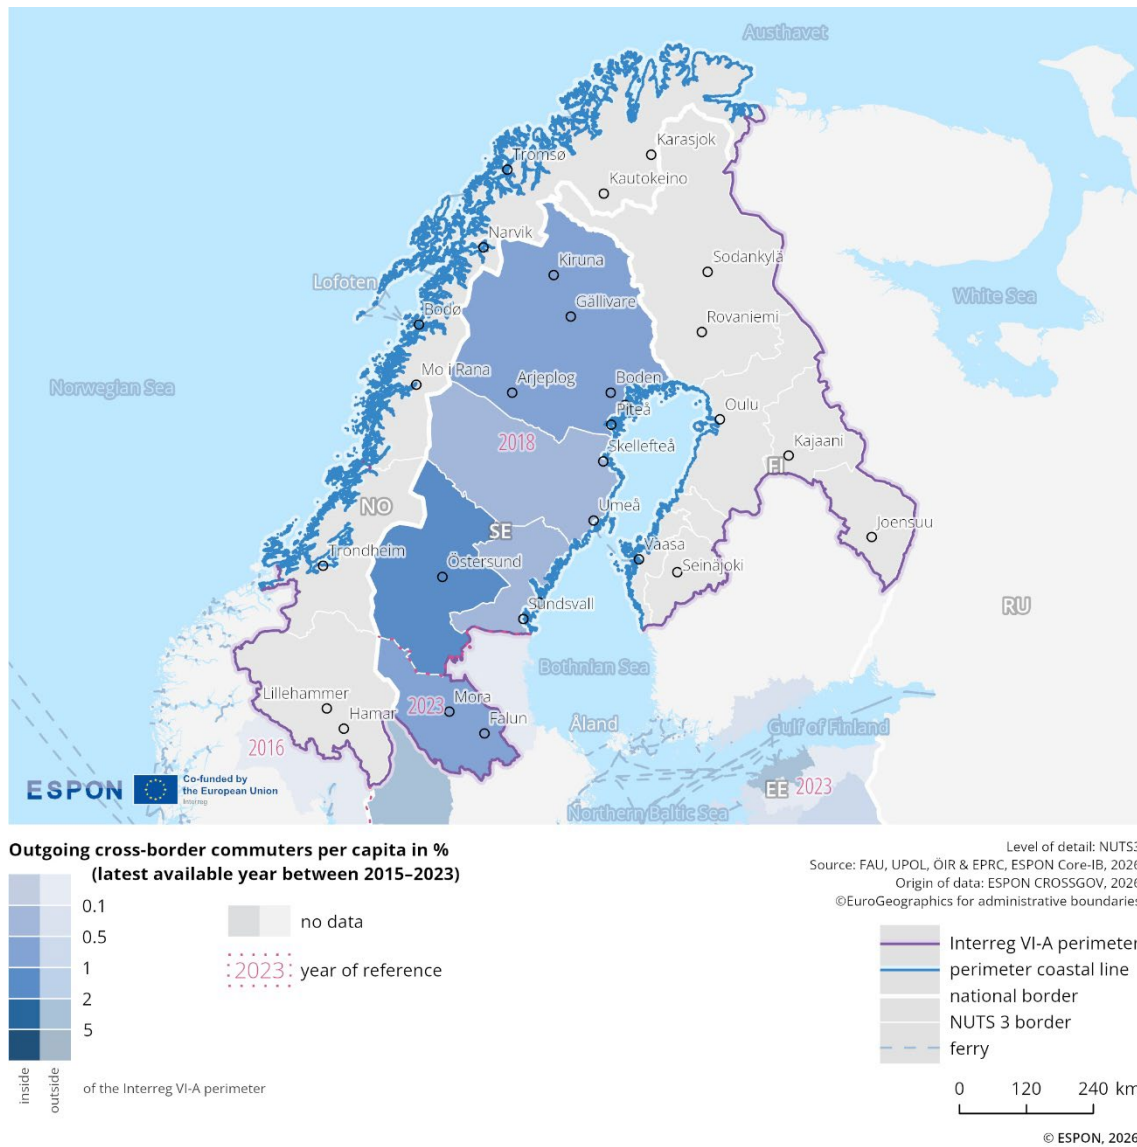 Austhavet
Karasjok
Tromsø
Kautokeino
Narvik
Kiruna
Sodankylä
Lofoten
Gällivare
White Sea
Bodø
Rovaniemi
Norwegian Sea
Mo i Rana
Arjeplog
Boden
Piteå
Oulu
2018
Skellefteå
Kajaani
FI
NO
SE
Umeå
Joensuu
Trondheim
Östersund
Vaasa
Seinäjoki
RU
Sundsvall
Bothnian Sea
Lillehammer
Mora
2023
Hamar
Falun
Åland
Gulf of Finland
2016
ESPON
Co-funded by
the European Union
Interreg
EE
2023
Northern Baltic Sea
Outgoing cross-border commuters per capita in %
(latest available year between 2015–2023)
0.1
0.5
1
2
5
inside
outside
of the Interreg VI-A perimeter
no data
2023
year of reference
Level of detail: NUTS3
Source: FAU, UPOL, ÖIR & EPRC, ESPON Core-IB, 2026
Origin of data: ESPON CROSSGOV, 2026
©EuroGeographics for administrative boundaries
Interreg VI-A perimeter
perimeter coastal line
national border
NUTS 3 border
ferry
0 120 240 km
© ESPON, 2026